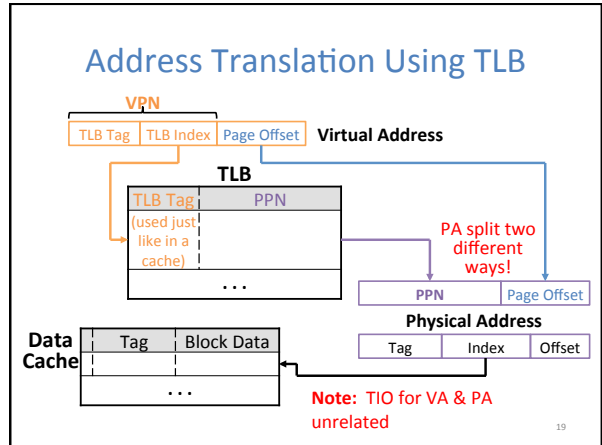 Address Translation Using TLB
VPN
TLB Tag TLB Index Page Offset Virtual Address
TLB
TLB Tag PPN
(used just
like in a
cache)
. . .
PA split two
different
ways!
PPN Page Offset
Physical Address
Tag Index Offset
Data
Cache
Tag Block Data
. . .
Note: TIO for VA & PA
unrelated
19